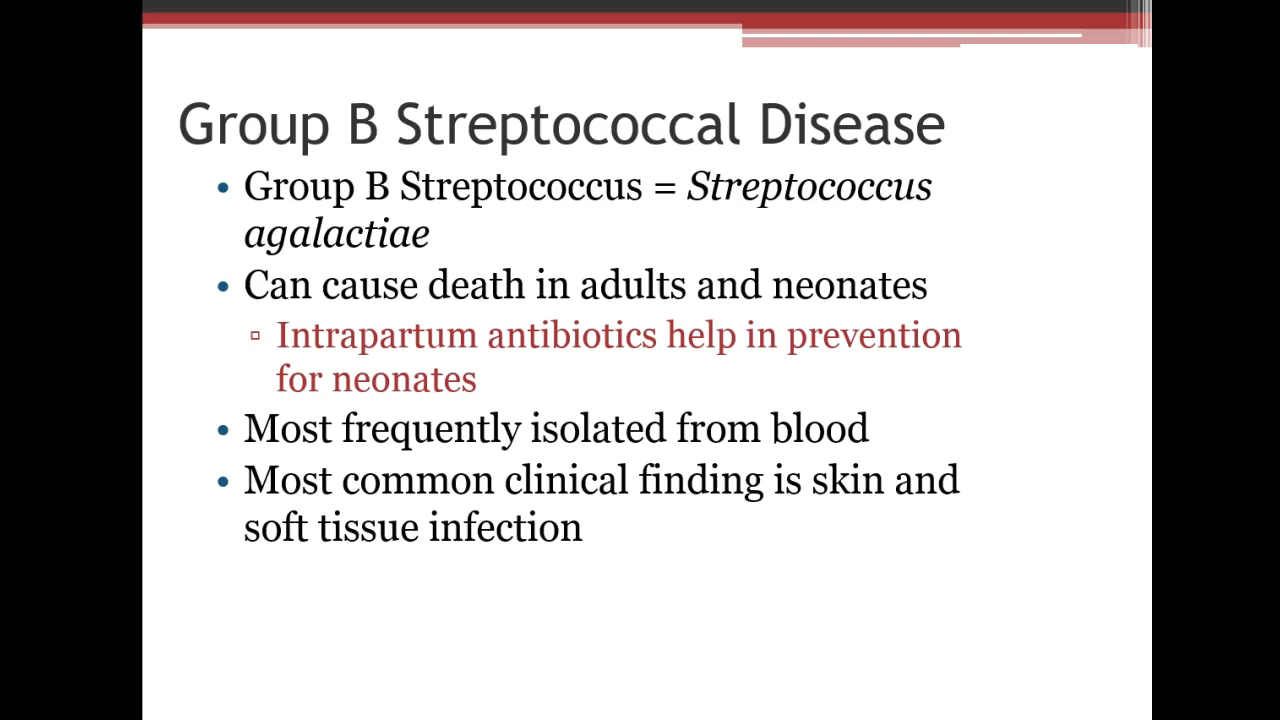 Group B Streptococcal Disease
• Group B Streptococcus = Streptococcus
agalactiae
• Can cause death in adults and neonates
▫ Intrapartum antibiotics help in prevention
for neonates
• Most frequently isolated from blood
• Most common clinical finding is skin and
soft tissue infection